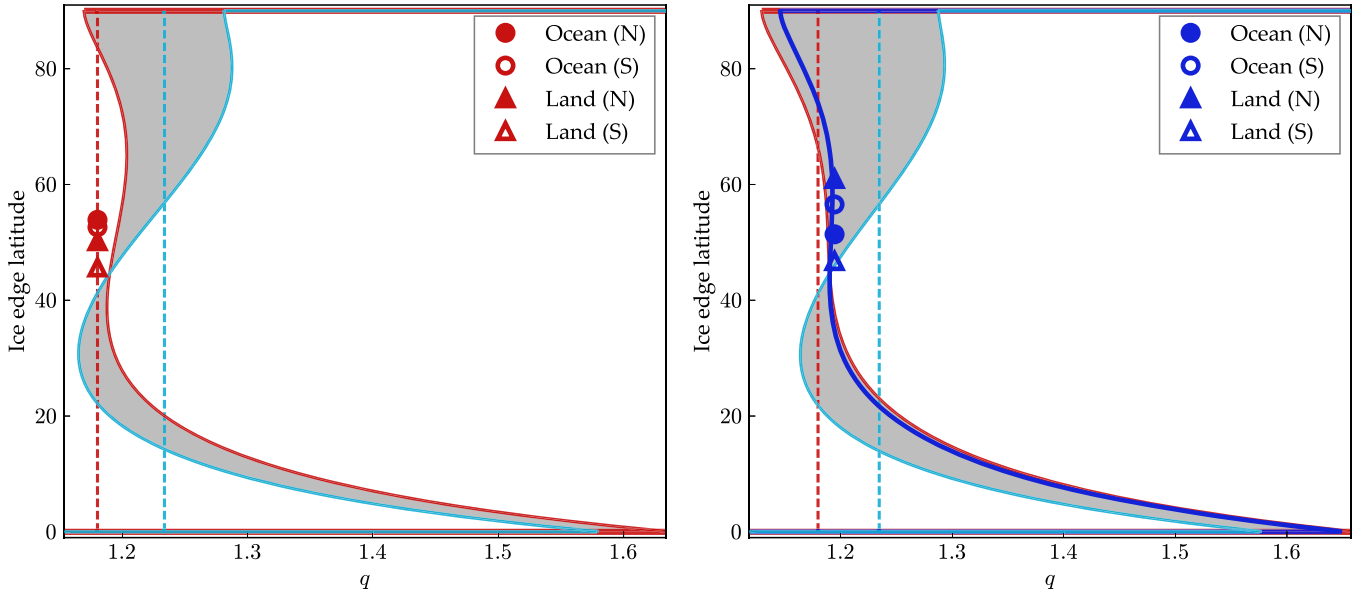 Ocean (N)
Ocean (S)
Land (N)
Land (S)
80
60
40
20
0
Ice edge latitude
1.2
1.3
1.4
1.5
1.6
q
Ocean (N)
Ocean (S)
Land (N)
Land (S)
80
60
40
20
0
Ice edge latitude
1.2
1.3
1.4
1.5
1.6
q